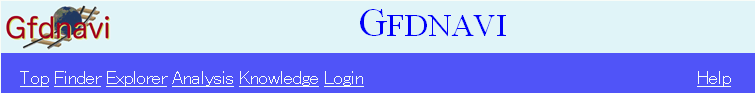 Gfdnavi
GFDNAVI
Top Finder Explorer Analysis Knowledge Login Help